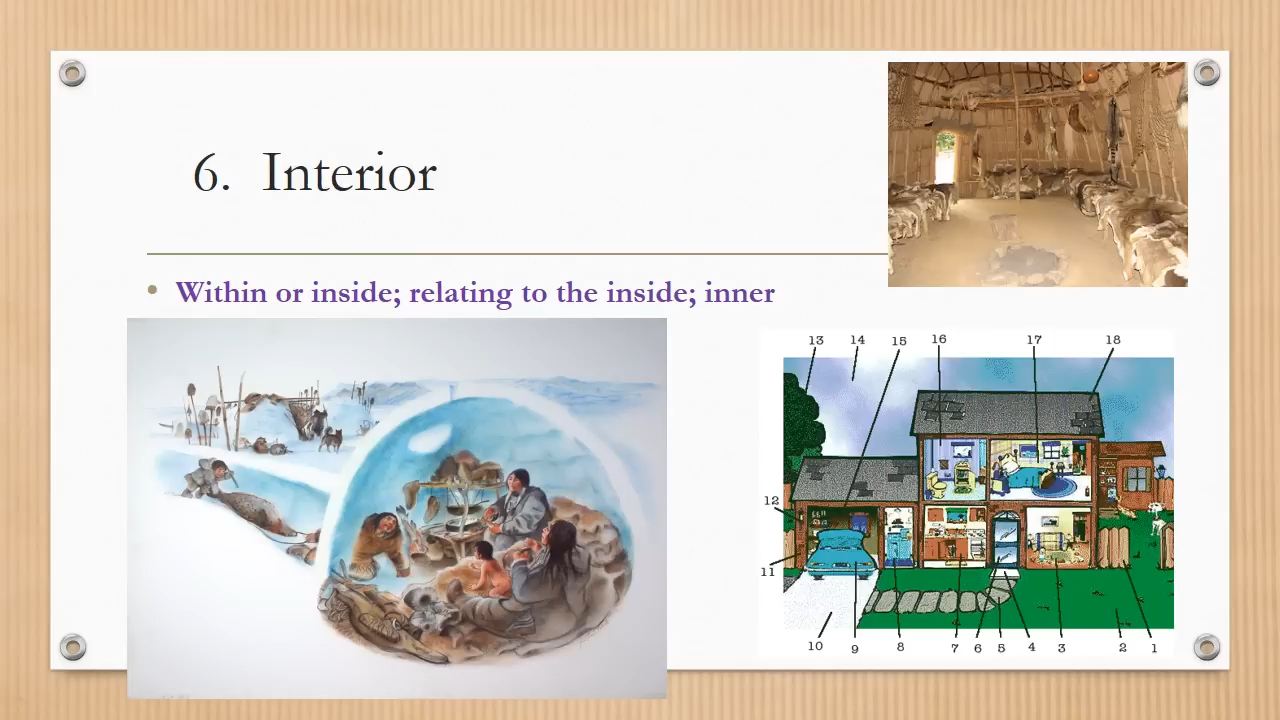 6. Interior
• Within or inside; relating to the inside; inner
13 14 15 16 17 18
12
11
10 9 8 7 6 5 4 3 2 1